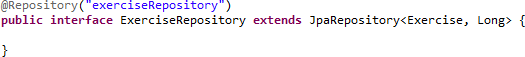 @Repository("exerciseRepository")
public interface ExerciseRepository extends JpaRepository<Exercise, Long> {
}